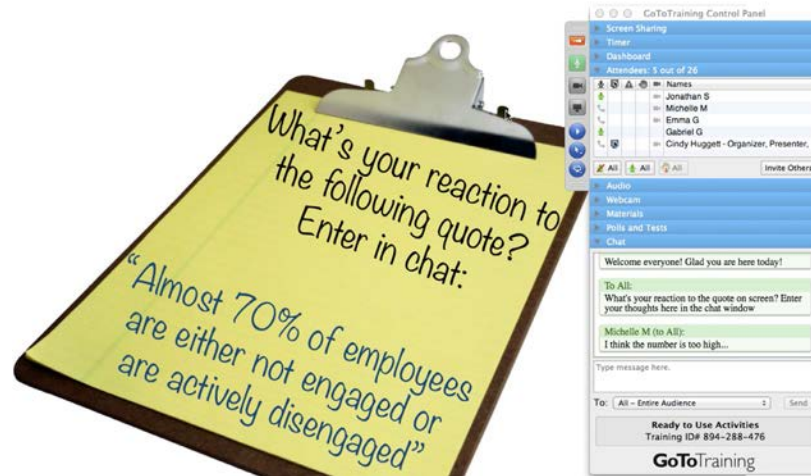 What's your reaction to
the following quote?
Enter in chat:
“Almost 70% of employees
are either not engaged or
are actively disengaged”
GoToTraining Control Panel
Screen Sharing
Timer
Dashboard
Attendees: 5 out of 26
Names
Jonathan S
Michelle M
Emma G
Gabriel G
Cindy Huggett - Organizer, Presenter,
All All All Invite Others
Audio
Webcam
Materials
Polls and Tests
Chat
Welcome everyone! Glad you are here today!
To All:
What's your reaction to the quote on screen? Enter
your thoughts here in the chat window
Michelle M (to All):
I think the number is too high...
Type message here.
To: All – Entire Audience Send
Ready to Use Activities
Training ID# 894-288-476
GoToTraining